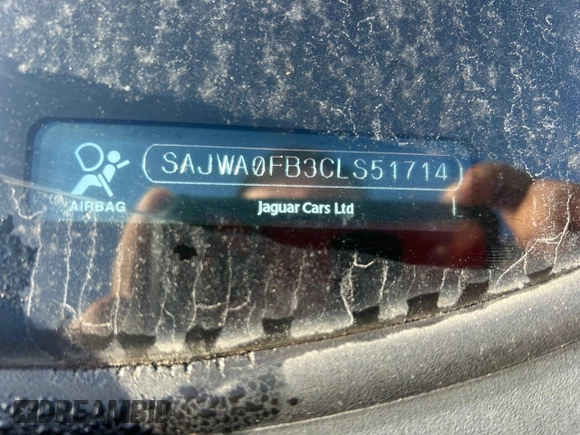 SAJWA0FB3CLS51714
AIRBAG
Jaguar Cars Ltd
DREAMBID